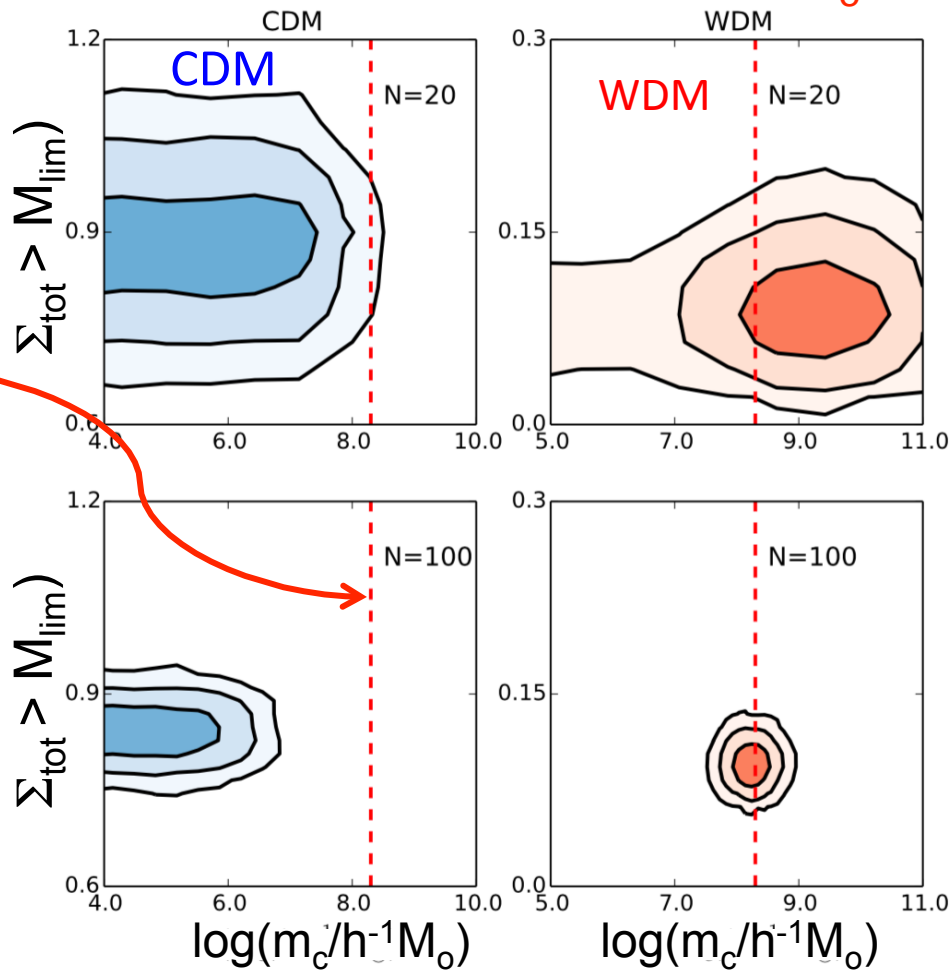 o
CDM WDM
1.2 0.3
CDM WDM
N=20 N=20
Σtot > Mlim)
0.9 0.15
0.6 0.0
4.0 6.0 8.0 10.0 5.0 7.0 9.0 11.0
1.2 0.3
N=100 N=100
Σtot > Mlim)
0.9 0.15
0.6 0.0
4.0 6.0 8.0 10.0 5.0 7.0 9.0 11.0
log(mc/h-1Mo) log(mc/h-1Mo)